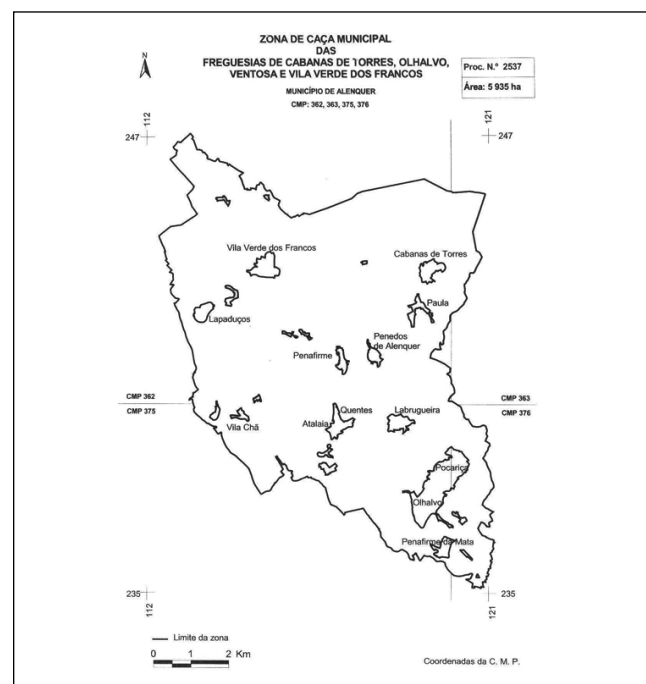 ZONA DE CAÇA MUNICIPAL
DAS
FREGUESIAS DE CABANAS DE TORRES, OLHALVO,
VENTOSA E VILA VERDE DOS FRANCOS
MUNICÍPIO DE ALENQUER
CMP: 362, 363, 375, 376
Proc. N.º 2537
Área: 5 935 ha
N
112
121
247
247
Vila Verde dos Francos
Cabanas de Torres
Paula
Lapaduços
Penedos
de Alenquer
Penafirme
CMP 362
CMP 363
CMP 375
CMP 376
Quentes
Labrugueira
Atalaia
Vila Chã
Pocariça
Olhalvo
Penafirme da Mata
235
235
112
121
Limite da zona
0 1 2 Km
Coordenadas da C. M. P.